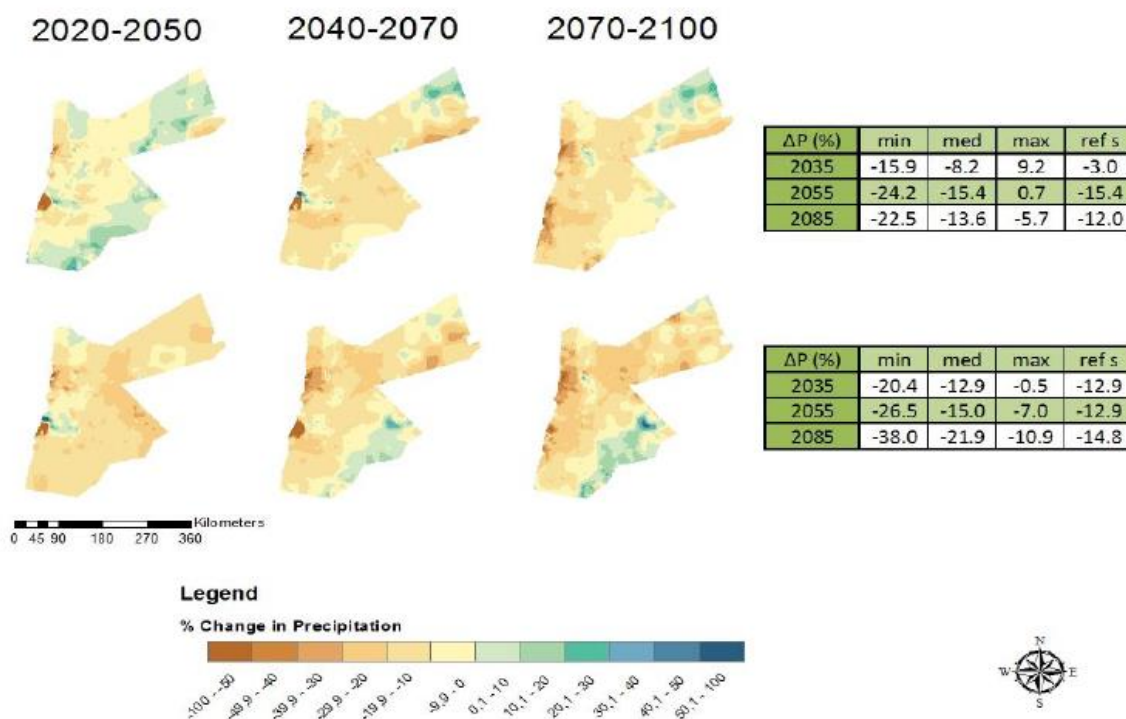 2020-2050 2040-2070 2070-2100
ΔP (%) min med max ref s
2035 -15.9 -8.2 9.2 -3.0
2055 -24.2 -15.4 0.7 -15.4
2085 -22.5 -13.6 -5.7 -12.0
ΔP (%) min med max ref s
2035 -20.4 -12.9 -0.5 -12.9
2055 -26.5 -15.0 -7.0 -12.9
2085 -38.0 -21.9 -10.9 -14.8
Kilometers
0 45 90 180 270 360
Legend
% Change in Precipitation
-100 - -50
-49,9 - -40
-39,9 - -30
-29,9 - -20
-19,9 - -10
-9,9 - 0
0,1 - 10
10,1 - 20
20,1 - 30
30,1 - 40
40,1 - 50
50,1 - 100
N
W E
S